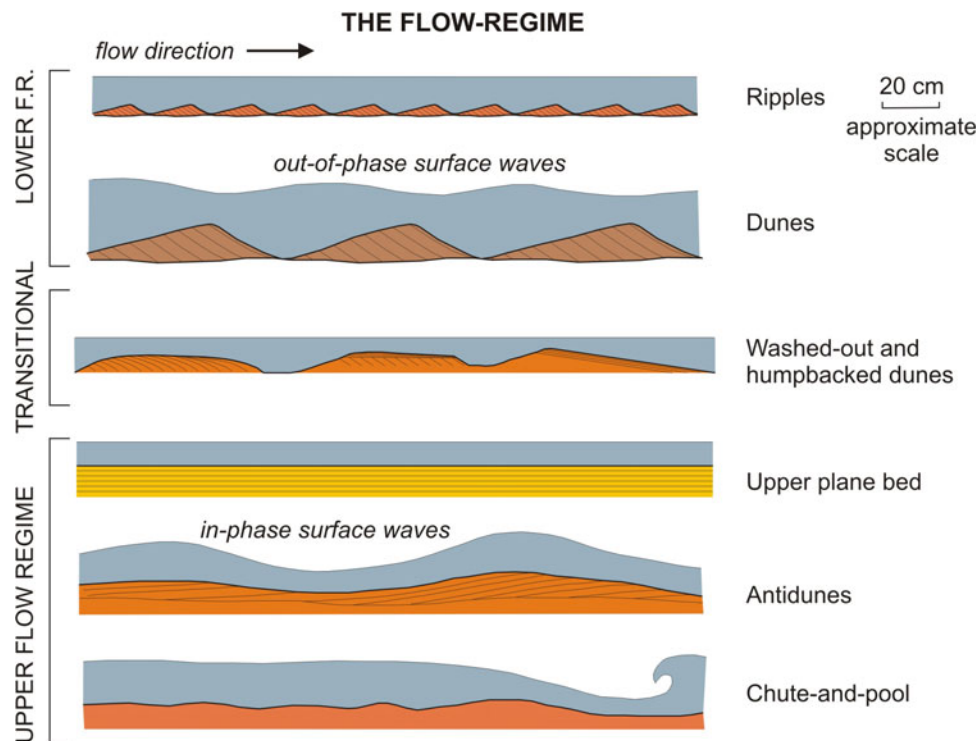 THE FLOW-REGIME
flow direction
LOWER F.R.
Ripples
20 cm
approximate
scale
out-of-phase surface waves
Dunes
TRANSITIONAL
Washed-out and
humpbacked dunes
UPPER FLOW REGIME
Upper plane bed
in-phase surface waves
Antidunes
Chute-and-pool